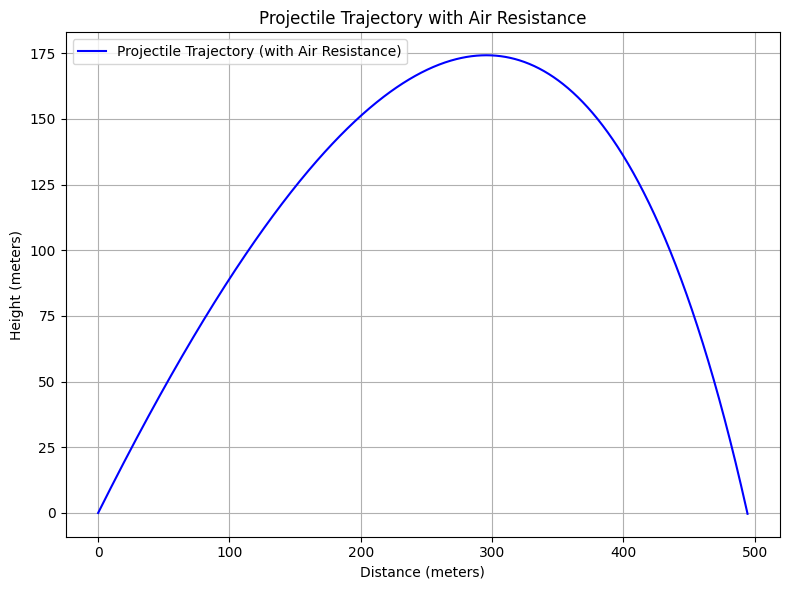 Projectile Trajectory with Air Resistance
Projectile Trajectory (with Air Resistance)
175
150
125
100
75
50
25
0
Height (meters)
0 100 200 300 400 500
Distance (meters)